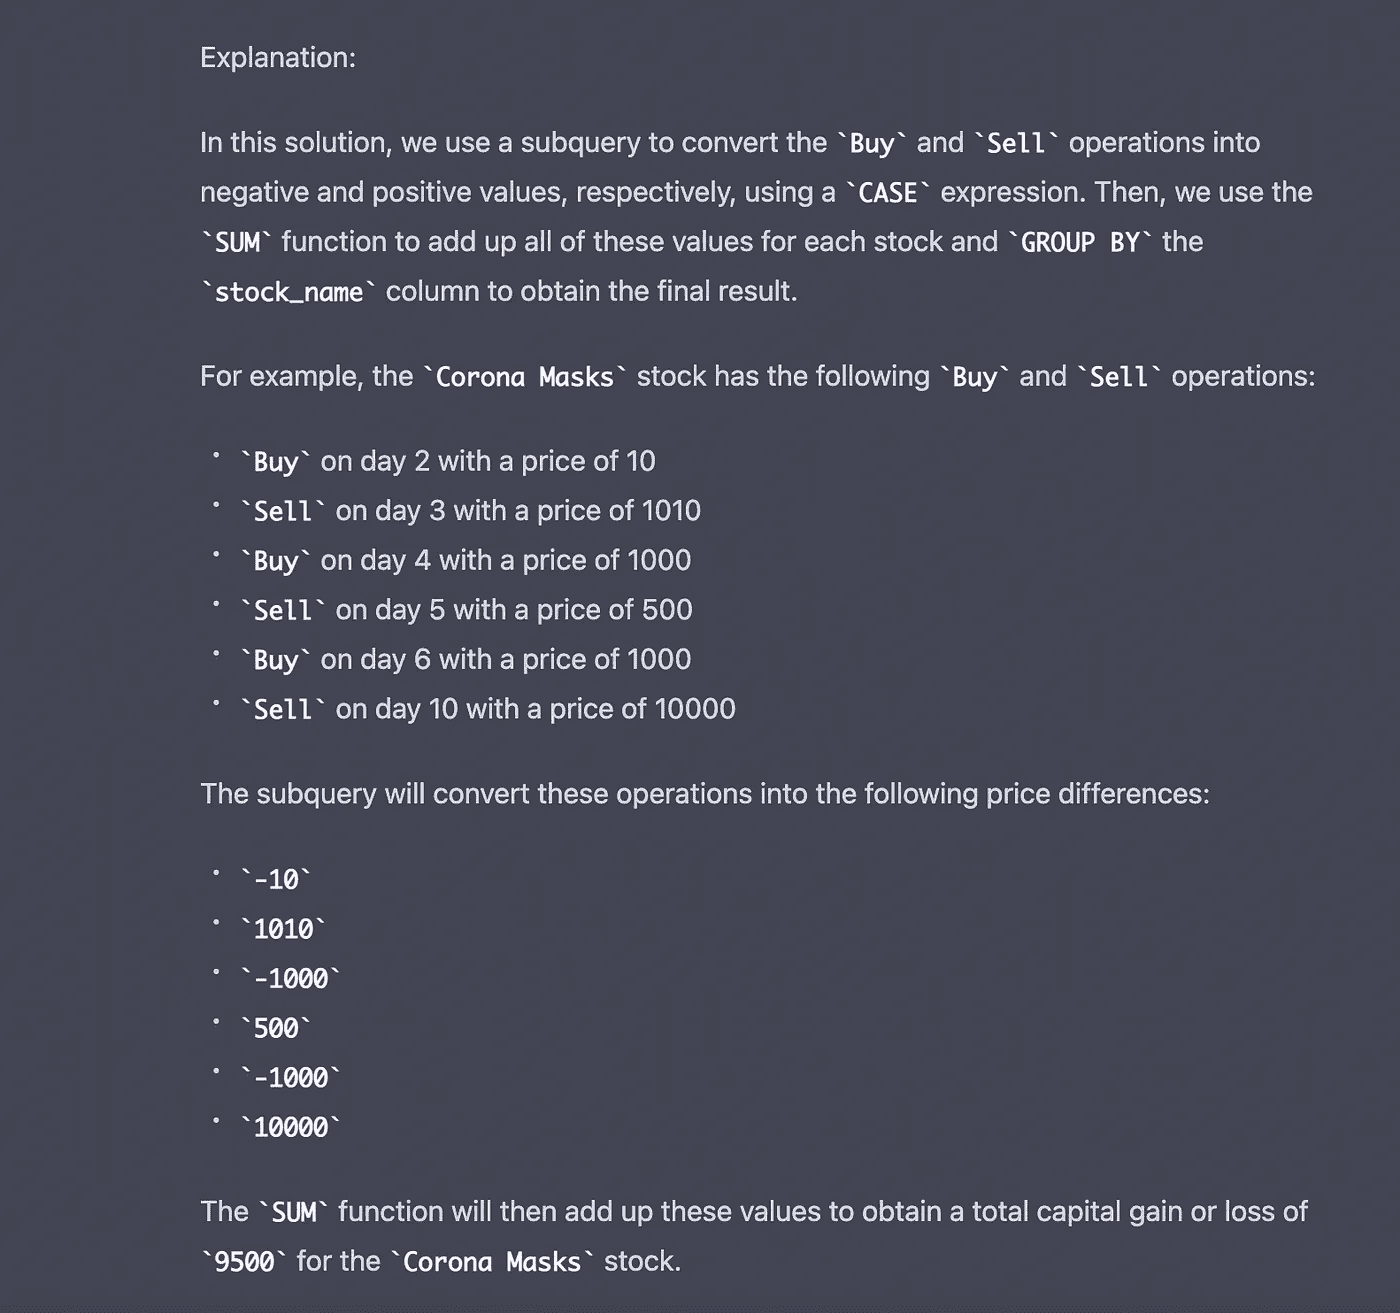 Explanation:
In this solution, we use a subquery to convert the `Buy` and `Sell` operations into
negative and positive values, respectively, using a `CASE` expression. Then, we use the
`SUM` function to add up all of these values for each stock and `GROUP BY` the
`stock_name` column to obtain the final result.
For example, the `Corona Masks` stock has the following `Buy` and `Sell` operations:
• `Buy` on day 2 with a price of 10
• `Sell` on day 3 with a price of 1010
• `Buy` on day 4 with a price of 1000
• `Sell` on day 5 with a price of 500
• `Buy` on day 6 with a price of 1000
• `Sell` on day 10 with a price of 10000
The subquery will convert these operations into the following price differences:
• `-10`
• `1010`
• `-1000`
• `500`
• `-1000`
• `10000`
The `SUM` function will then add up these values to obtain a total capital gain or loss of
`9500` for the `Corona Masks` stock.